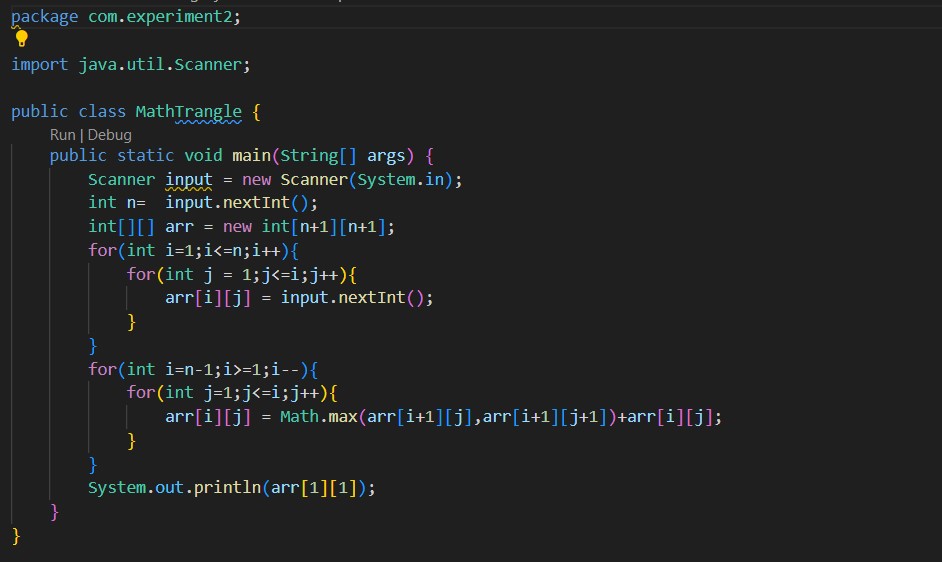 package com.experiment2;
import java.util.Scanner;
public class MathTrangle {
Run | Debug
public static void main(String[] args) {
Scanner input = new Scanner(System.in);
int n=  input.nextInt();
int[][] arr = new int[n+1][n+1];
for(int i=1;i<=n;i++){
for(int j = 1;j<=i;j++){
arr[i][j] = input.nextInt();
}
}
for(int i=n-1;i>=1;i--){
for(int j=1;j<=i;j++){
arr[i][j] = Math.max(arr[i+1][j],arr[i+1][j+1])+arr[i][j];
}
}
System.out.println(arr[1][1]);
}
}